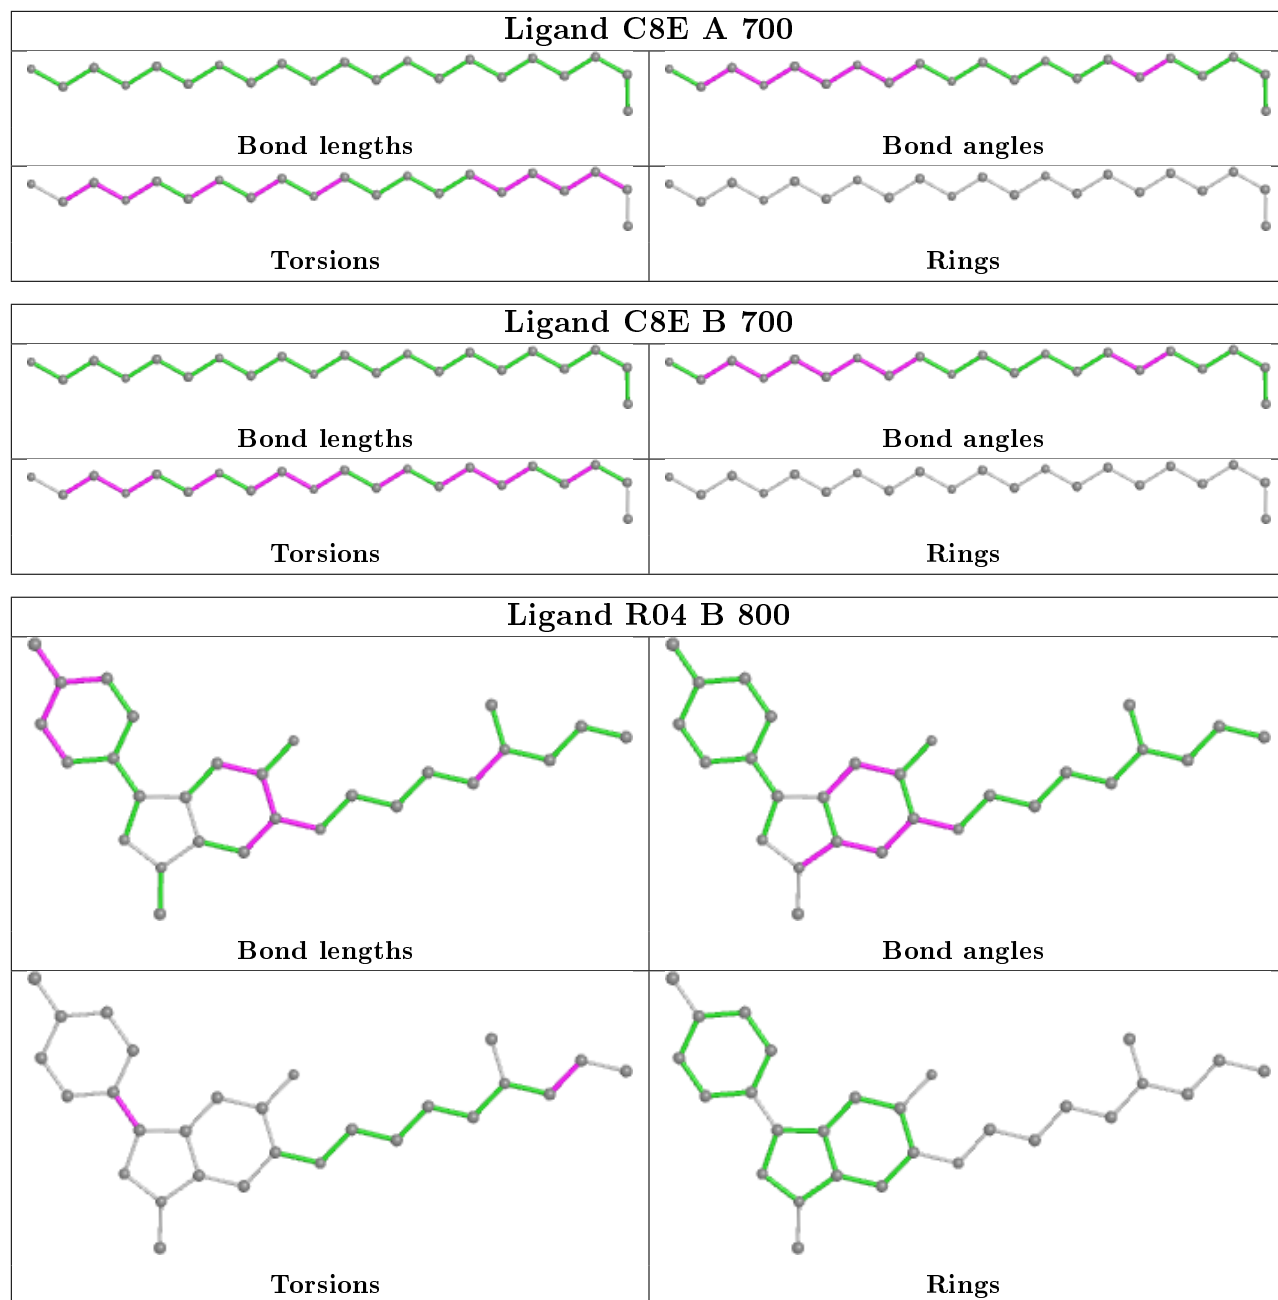 Ligand C8E A 700
Bond lengths
Bond angles
Torsions
Rings
Ligand C8E B 700
Bond lengths
Bond angles
Torsions
Rings
Ligand R04 B 800
Bond lengths
Bond angles
Torsions
Rings